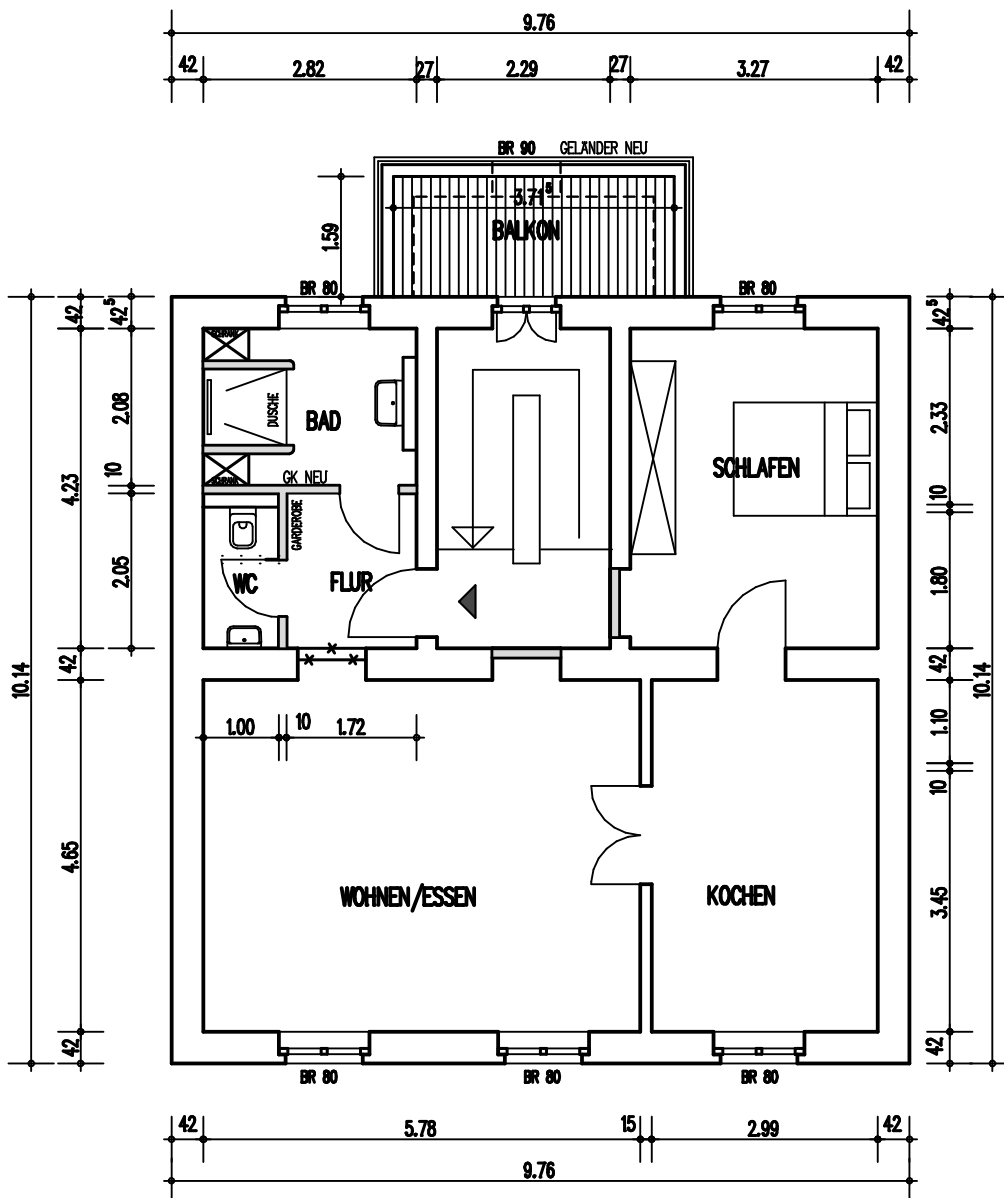 9.76
42 2.82 27 2.29 27 3.27 42
BR 90 GELÄNDER NEU
3.71⁵
1.59
BALKON
BR 80 BR 80
42 42⁵ 42⁵
SCHRANK
DUSCHE
BAD
2.08
2.33
4.23
SCHLAFEN
10
GK NEU
SCHRANK
10
GARDEROBE
2.05
WC FLUR
1.80
42 42
10.14 10.14
1.00 10 1.72
1.10
10
4.65
WOHNEN/ESSEN KOCHEN
3.45
42 42
BR 80 BR 80 BR 80
42 5.78 15 2.99 42
9.76